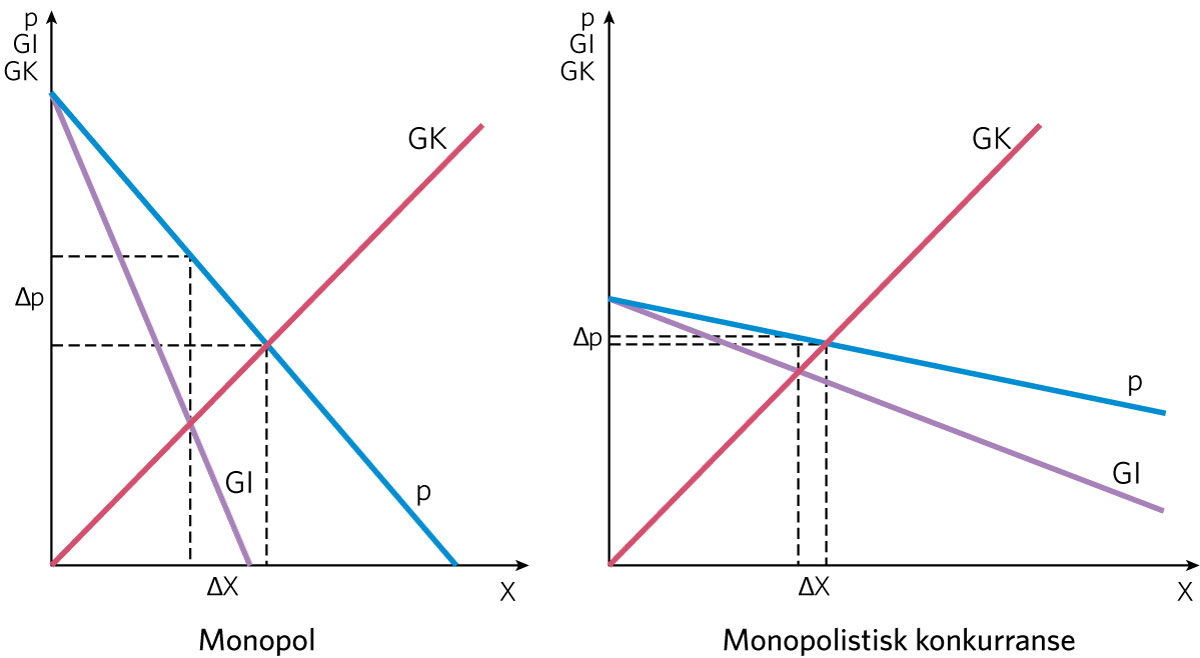 p
GI
GK
GK
Δp
GI
p
ΔX
X
Monopol
p
GI
GK
GK
Δp
p
GI
ΔX
X
Monopolistisk konkurranse